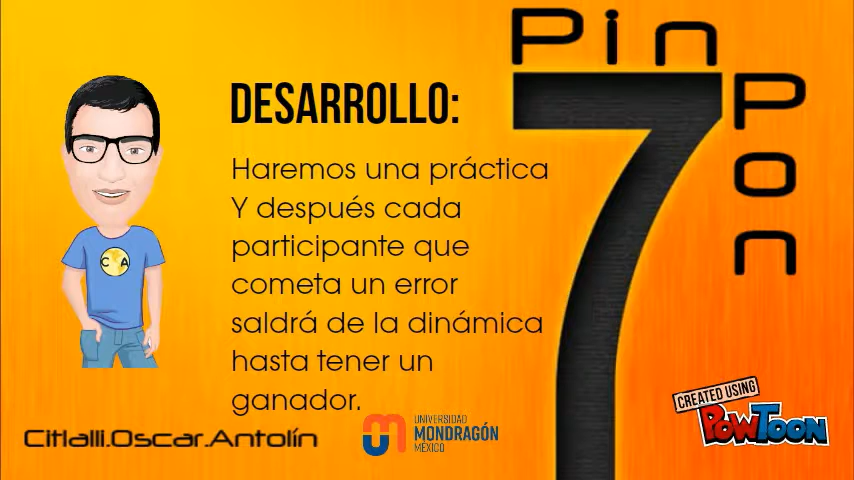 Pin
7
Pon
DESARROLLO:
Haremos una práctica
Y después cada
participante que
cometa un error
saldrá de la dinámica
hasta tener un
ganador.
C A
Citlalli.Oscar.Antolín
UNIVERSIDAD
MONDRAGÓN
MÉXICO
CREATED USING
POWTOON